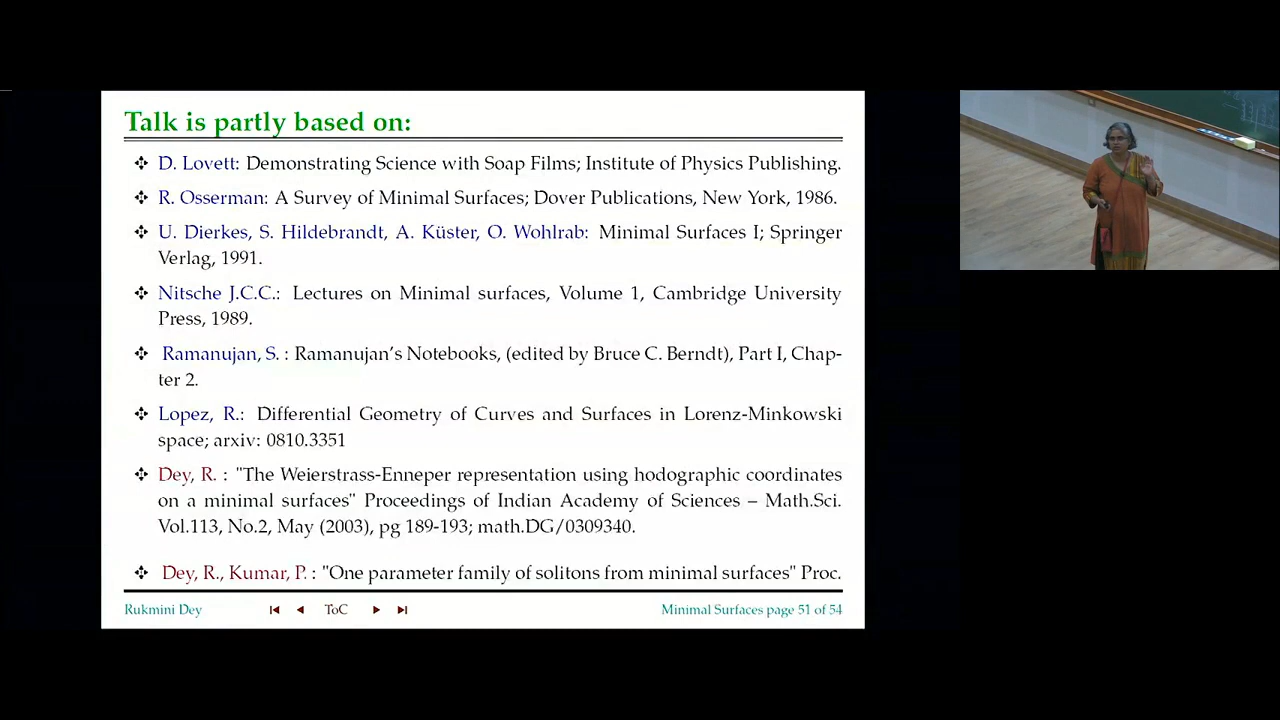 Talk is partly based on:
❖ D. Lovett: Demonstrating Science with Soap Films; Institute of Physics Publishing.
❖ R. Osserman: A Survey of Minimal Surfaces; Dover Publications, New York, 1986.
❖ U. Dierkes, S. Hildebrandt, A. Küster, O. Wohlrab: Minimal Surfaces I; Springer
Verlag, 1991.
❖ Nitsche J.C.C.: Lectures on Minimal surfaces, Volume 1, Cambridge University
Press, 1989.
❖ Ramanujan, S. : Ramanujan's Notebooks, (edited by Bruce C. Berndt), Part I, Chap-
ter 2.
❖ Lopez, R.: Differential Geometry of Curves and Surfaces in Lorenz-Minkowski
space; arxiv: 0810.3351
❖ Dey, R. : "The Weierstrass-Enneper representation using hodographic coordinates
on a minimal surfaces" Proceedings of Indian Academy of Sciences – Math.Sci.
Vol.113, No.2, May (2003), pg 189-193; math.DG/0309340.
❖ Dey, R., Kumar, P. : "One parameter family of solitons from minimal surfaces" Proc.
Rukmini Dey ToC Minimal Surfaces page 51 of 54